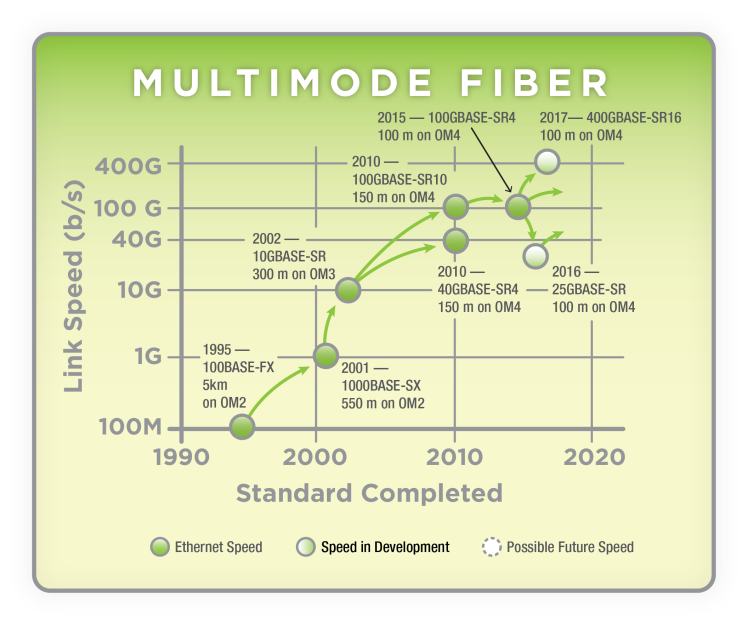 MULTIMODE FIBER
2015 — 100GBASE-SR4
100 m on OM4
2017— 400GBASE-SR16
100 m on OM4
2010 —
100GBASE-SR10
150 m on OM4
2002 —
10GBASE-SR
300 m on OM3
2010 —
40GBASE-SR4
150 m on OM4
2016 —
25GBASE-SR
100 m on OM4
1995 —
100BASE-FX
5km
on OM2
2001 —
1000BASE-SX
550 m on OM2
Link Speed (b/s)
400G
100 G
40G
10G
1G
100M
1990
2000
2010
2020
Standard Completed
Ethernet Speed
Speed in Development
Possible Future Speed